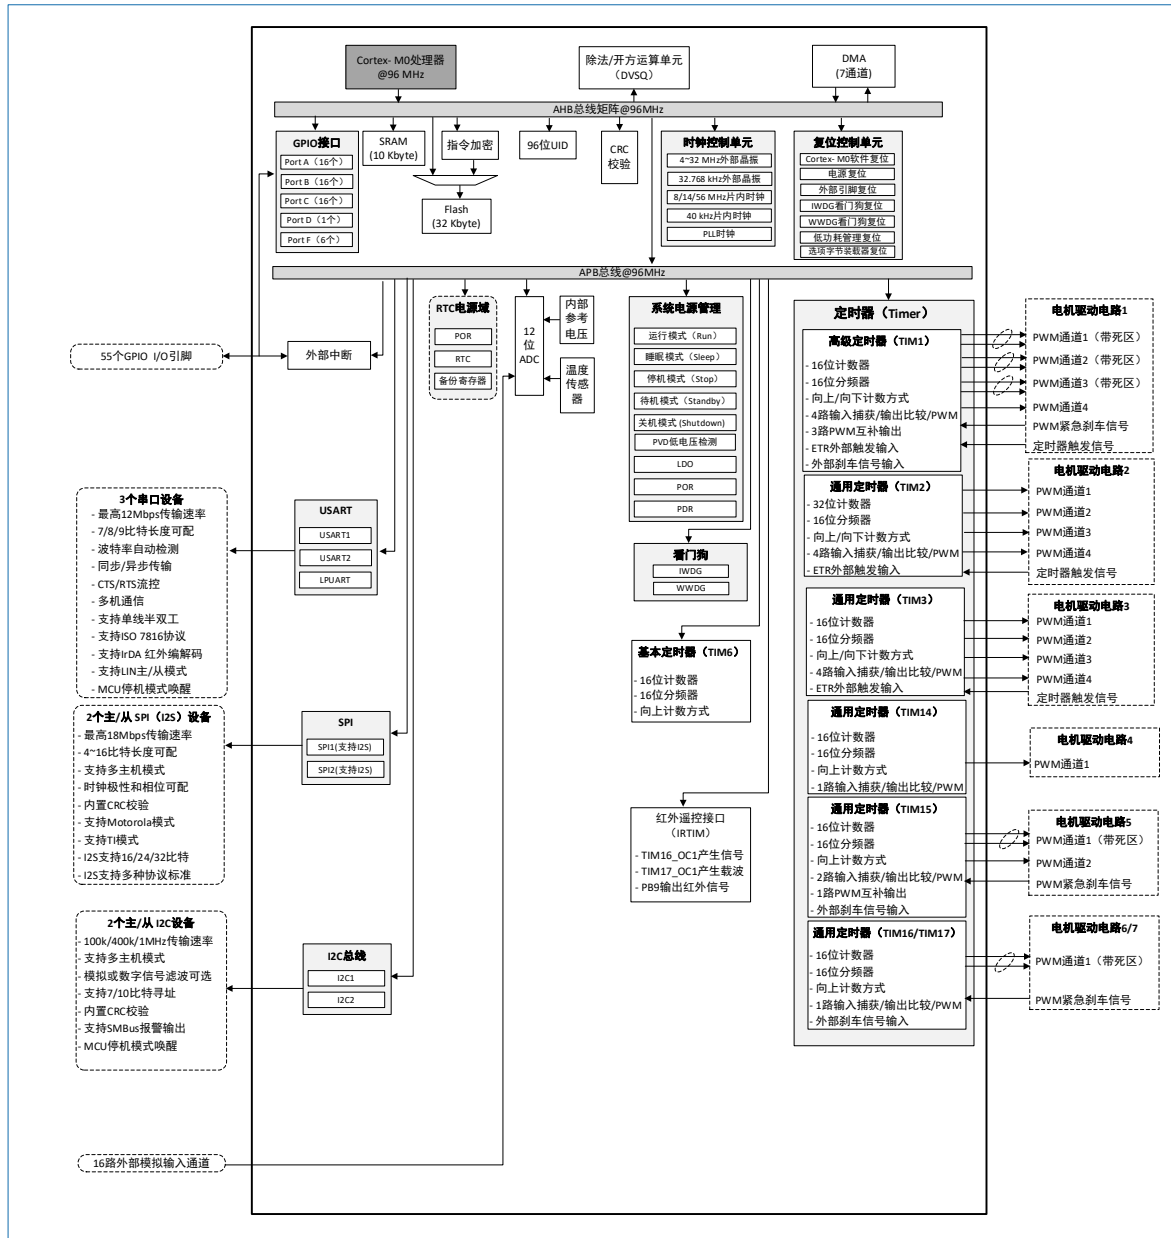 Cortex- M0处理器
@96 MHz
除法/开方运算单元
（DVSQ）
DMA
(7通道)
AHB总线矩阵@96MHz
GPIO接口
Port A（16个）
Port B（16个）
Port C（16个）
Port D（1个）
Port F（6个）
SRAM
(10 Kbyte)
指令加密
Flash
(32 Kbyte)
96位UID
CRC
校验
时钟控制单元
4~32 MHz外部晶振
32.768 kHz外部晶振
8/14/56 MHz片内时钟
40 kHz片内时钟
PLL时钟
复位控制单元
Cortex- M0软件复位
电源复位
外部引脚复位
IWDG看门狗复位
WWDG看门狗复位
低功耗管理复位
选项字节装载器复位
APB总线@96MHz
55个GPIO I/O引脚
外部中断
RTC电源域
POR
RTC
备份寄存器
12
位
ADC
内部
参考
电压
温度
传感
器
系统电源管理
运行模式（Run）
睡眠模式（Sleep）
停机模式（Stop）
待机模式（Standby）
关机模式 (Shutdown)
PVD低电压检测
LDO
POR
PDR
看门狗
IWDG
WWDG
基本定时器（TIM6）
- 16位计数器
- 16位分频器
- 向上计数方式
红外遥控接口
（IRTIM）
- TIM16_OC1产生信号
- TIM17_OC1产生载波
- PB9输出红外信号
定时器（Timer）
高级定时器（TIM1）
- 16位计数器
- 16位分频器
- 向上/向下计数方式
- 4路输入捕获/输出比较/PWM
- 3路PWM互补输出
- ETR外部触发输入
- 外部刹车信号输入
通用定时器（TIM2）
- 32位计数器
- 16位分频器
- 向上/向下计数方式
- 4路输入捕获/输出比较/PWM
- ETR外部触发输入
通用定时器（TIM3）
- 16位计数器
- 16位分频器
- 向上/向下计数方式
- 4路输入捕获/输出比较/PWM
- ETR外部触发输入
通用定时器（TIM14）
- 16位计数器
- 16位分频器
- 向上计数方式
- 1路输入捕获/输出比较/PWM
通用定时器（TIM15）
- 16位计数器
- 16位分频器
- 向上计数方式
- 2路输入捕获/输出比较/PWM
- 1路PWM互补输出
- 外部刹车信号输入
通用定时器（TIM16/TIM17）
- 16位计数器
- 16位分频器
- 向上计数方式
- 1路输入捕获/输出比较/PWM
- 外部刹车信号输入
电机驱动电路1
PWM通道1（带死区）
PWM通道2（带死区）
PWM通道3（带死区）
PWM通道4
PWM紧急刹车信号
定时器触发信号
电机驱动电路2
PWM通道1
PWM通道2
PWM通道3
PWM通道4
定时器触发信号
电机驱动电路3
PWM通道1
PWM通道2
PWM通道3
PWM通道4
定时器触发信号
电机驱动电路4
PWM通道1
电机驱动电路5
PWM通道1（带死区）
PWM通道2
PWM紧急刹车信号
电机驱动电路6/7
PWM通道1（带死区）
PWM紧急刹车信号
3个串口设备
- 最高12Mbps传输速率
- 7/8/9比特长度可配
- 波特率自动检测
- 同步/异步传输
- CTS/RTS流控
- 多机通信
- 支持单线半双工
- 支持ISO 7816协议
- 支持IrDA 红外编解码
- 支持LIN主/从模式
- MCU停机模式唤醒
USART
USART1
USART2
LPUART
2个主/从 SPI（I2S）设备
- 最高18Mbps传输速率
- 4~16比特长度可配
- 支持多主机模式
- 时钟极性和相位可配
- 内置CRC校验
- 支持Motorola模式
- 支持TI模式
- I2S支持16/24/32比特
- I2S支持多种协议标准
SPI
SPI1(支持I2S)
SPI2(支持I2S)
2个主/从 I2C设备
- 100k/400k/1MHz传输速率
- 支持多主机模式
- 模拟或数字信号滤波可选
- 支持7/10比特寻址
- 内置CRC校验
- 支持SMBus报警输出
- MCU停机模式唤醒
I2C总线
I2C1
I2C2
16路外部模拟输入通道